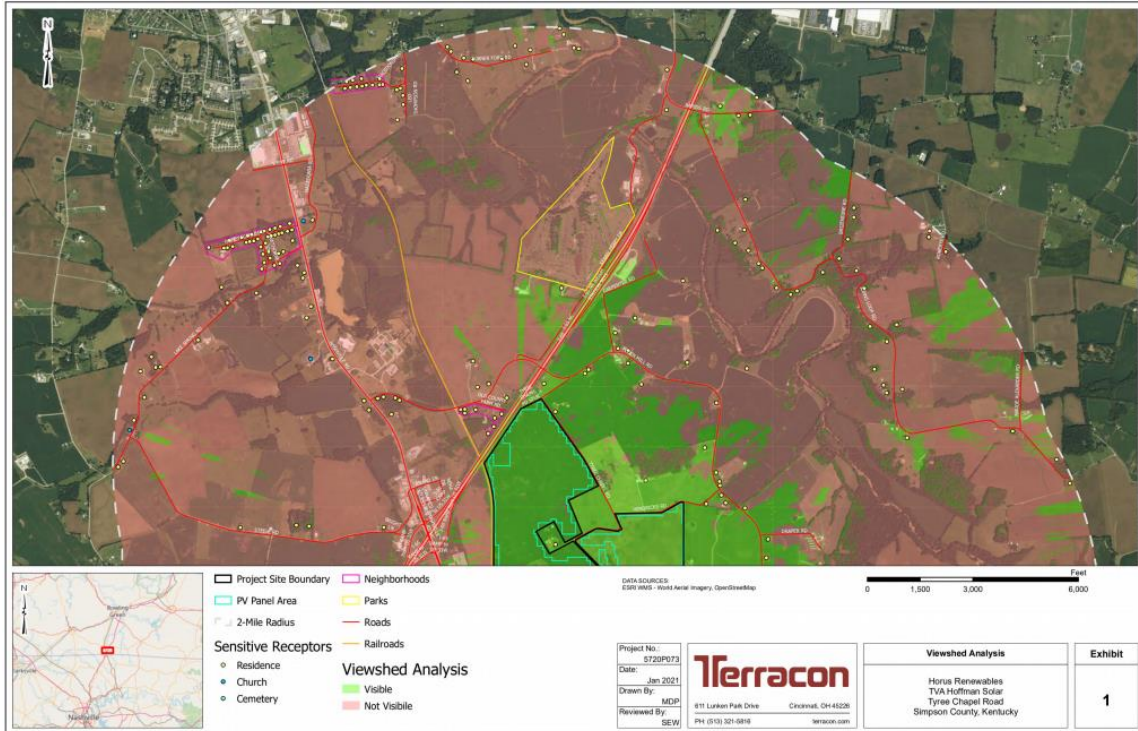 N
N
Bowling
Green
Nashville
Project Site Boundary
PV Panel Area
2-Mile Radius
Sensitive Receptors
Residence
Church
Cemetery
Neighborhoods
Parks
Roads
Railroads
Viewshed Analysis
Visible
Not Visibile
DATA SOURCES:
ESRI WMS - World Aerial Imagery, OpenStreetMap
Feet
0 1,500 3,000 6,000
Project No.:
5720P073
Date:
Jan 2021
Drawn By:
MDP
Reviewed By:
SEW
Terracon
611 Lunken Park Drive Cincinnati, OH 45226
PH. (513) 321-5816 terracon.com
Viewshed Analysis
Horus Renewables
TVA Hoffman Solar
Tyree Chapel Road
Simpson County, Kentucky
Exhibit
1